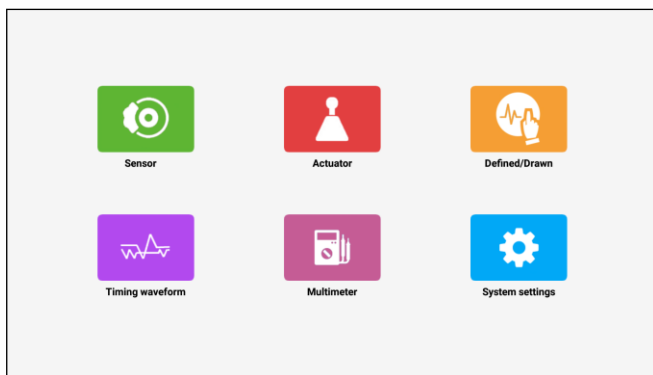 Sensor
Actuator
Defined/Drawn
Timing waveform
Multimeter
System settings